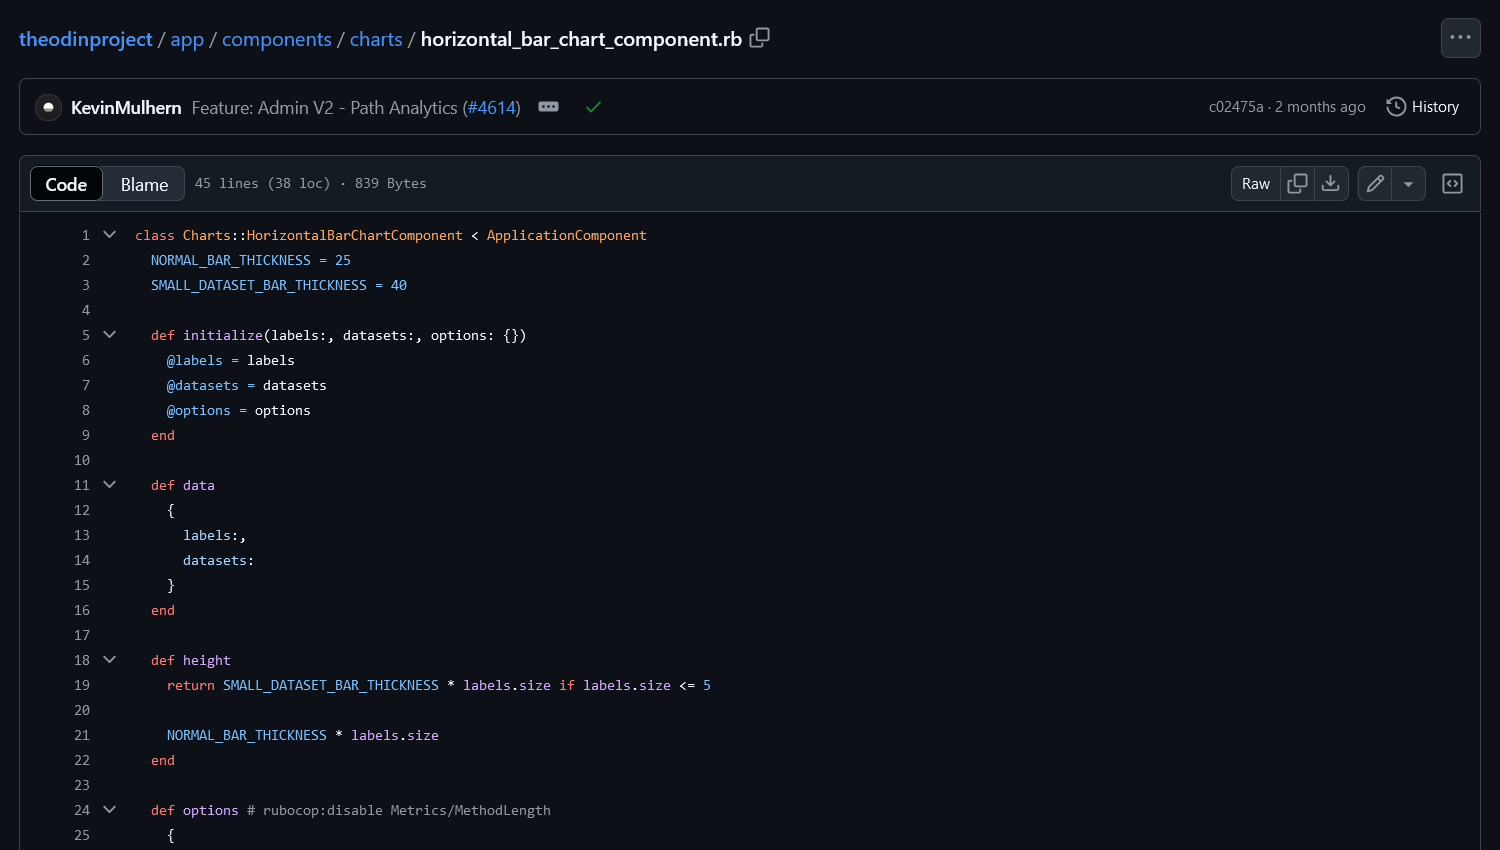 theodinproject / app / components / charts / horizontal_bar_chart_component.rb
KevinMulhern Feature: Admin V2 - Path Analytics (#4614) c02475a · 2 months ago History
Code Blame 45 lines (38 loc) · 839 Bytes Raw
1 class Charts::HorizontalBarChartComponent < ApplicationComponent
2   NORMAL_BAR_THICKNESS = 25
3   SMALL_DATASET_BAR_THICKNESS = 40
4
5   def initialize(labels:, datasets:, options: {})
6     @labels = labels
7     @datasets = datasets
8     @options = options
9   end
10
11   def data
12     {
13       labels:,
14       datasets:
15     }
16   end
17
18   def height
19     return SMALL_DATASET_BAR_THICKNESS * labels.size if labels.size <= 5
20
21     NORMAL_BAR_THICKNESS * labels.size
22   end
23
24   def options # rubocop:disable Metrics/MethodLength
25     {